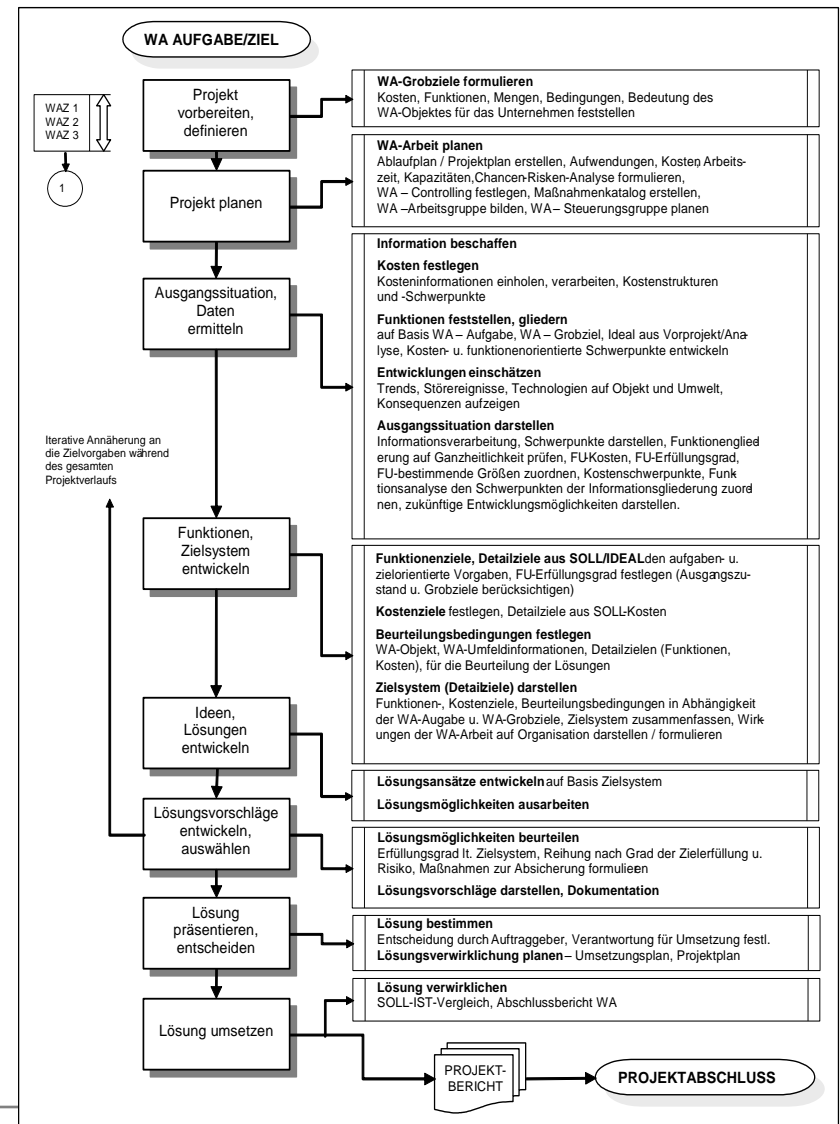 WA AUFGABE/ZIEL
WAZ 1
WAZ 2
WAZ 3
1
Projekt
vorbereiten,
definieren
WA-Grobziele formulieren
Kosten, Funktionen, Mengen, Bedingungen, Bedeutung des
WA-Objektes für das Unternehmen feststellen
Projekt planen
WA-Arbeit planen
Ablaufplan / Projektplan erstellen, Aufwendungen, Kosten, Arbeits-
zeit, Kapazitäten,Chancen-Risken-Analyse formulieren,
WA – Controlling festlegen, Maßnahmenkatalog erstellen,
WA –Arbeitsgruppe bilden, WA – Steuerungsgruppe planen
Ausgangssituation,
Daten
ermitteln
Information beschaffen
Kosten festlegen
Kosteninformationen einholen, verarbeiten, Kostenstrukturen
und -Schwerpunkte
Funktionen feststellen, gliedern
auf Basis WA – Aufgabe, WA – Grobziel, Ideal aus Vorprojekt/Ana-
lyse, Kosten- u. funktionenorientierte Schwerpunkte entwickeln
Entwicklungen einschätzen
Trends, Störereignisse, Technologien auf Objekt und Umwelt,
Konsequenzen aufzeigen
Ausgangssituation darstellen
Informationsverarbeitung, Schwerpunkte darstellen, Funktionenglied-
erung auf Ganzheitlichkeit prüfen, FU-Kosten, FU-Erfüllungsgrad,
FU-bestimmende Größen zuordnen, Kostenschwerpunkte, Funk-
tionsanalyse den Schwerpunkten der Informationsgliederung zuord-
nen, zukünftige Entwicklungsmöglichkeiten darstellen.
Iterative Annäherung an
die Zielvorgaben während
des gesamten
Projektverlaufs
Funktionen,
Zielsystem
entwickeln
Funktionenziele, Detailziele aus SOLL/IDEAL den aufgaben- u.
zielorientierte Vorgaben, FU-Erfüllungsgrad festlegen (Ausgangszu-
stand u. Grobziele berücksichtigen)
Kostenziele festlegen, Detailziele aus SOLL-Kosten
Beurteilungsbedingungen festlegen
WA-Objekt, WA-Umfeldinformationen, Detailzielen (Funktionen,
Kosten), für die Beurteilung der Lösungen
Zielsystem (Detailziele) darstellen
Funktionen-, Kostenziele, Beurteilungsbedingungen in Abhängigkeit
der WA-Augabe u. WA-Grobziele, Zielsystem zusammenfassen, Wirk-
ungen der WA-Arbeit auf Organisation darstellen / formulieren
Ideen,
Lösungen
entwickeln
Lösungsansätze entwickeln auf Basis Zielsystem
Lösungsmöglichkeiten ausarbeiten
Lösungsvorschläge
entwickeln,
auswählen
Lösungsmöglichkeiten beurteilen
Erfüllungsgrad lt. Zielsystem, Reihung nach Grad der Zielerfüllung u.
Risiko, Maßnahmen zur Absicherung formulieren
Lösungsvorschläge darstellen, Dokumentation
Lösung
präsentieren,
entscheiden
Lösung bestimmen
Entscheidung durch Auftraggeber, Verantwortung für Umsetzung festl.
Lösungsverwirklichung planen – Umsetzungsplan, Projektplan
Lösung umsetzen
Lösung verwirklichen
SOLL-IST-Vergleich, Abschlussbericht WA
PROJEKT-
BERICHT
PROJEKTABSCHLUSS